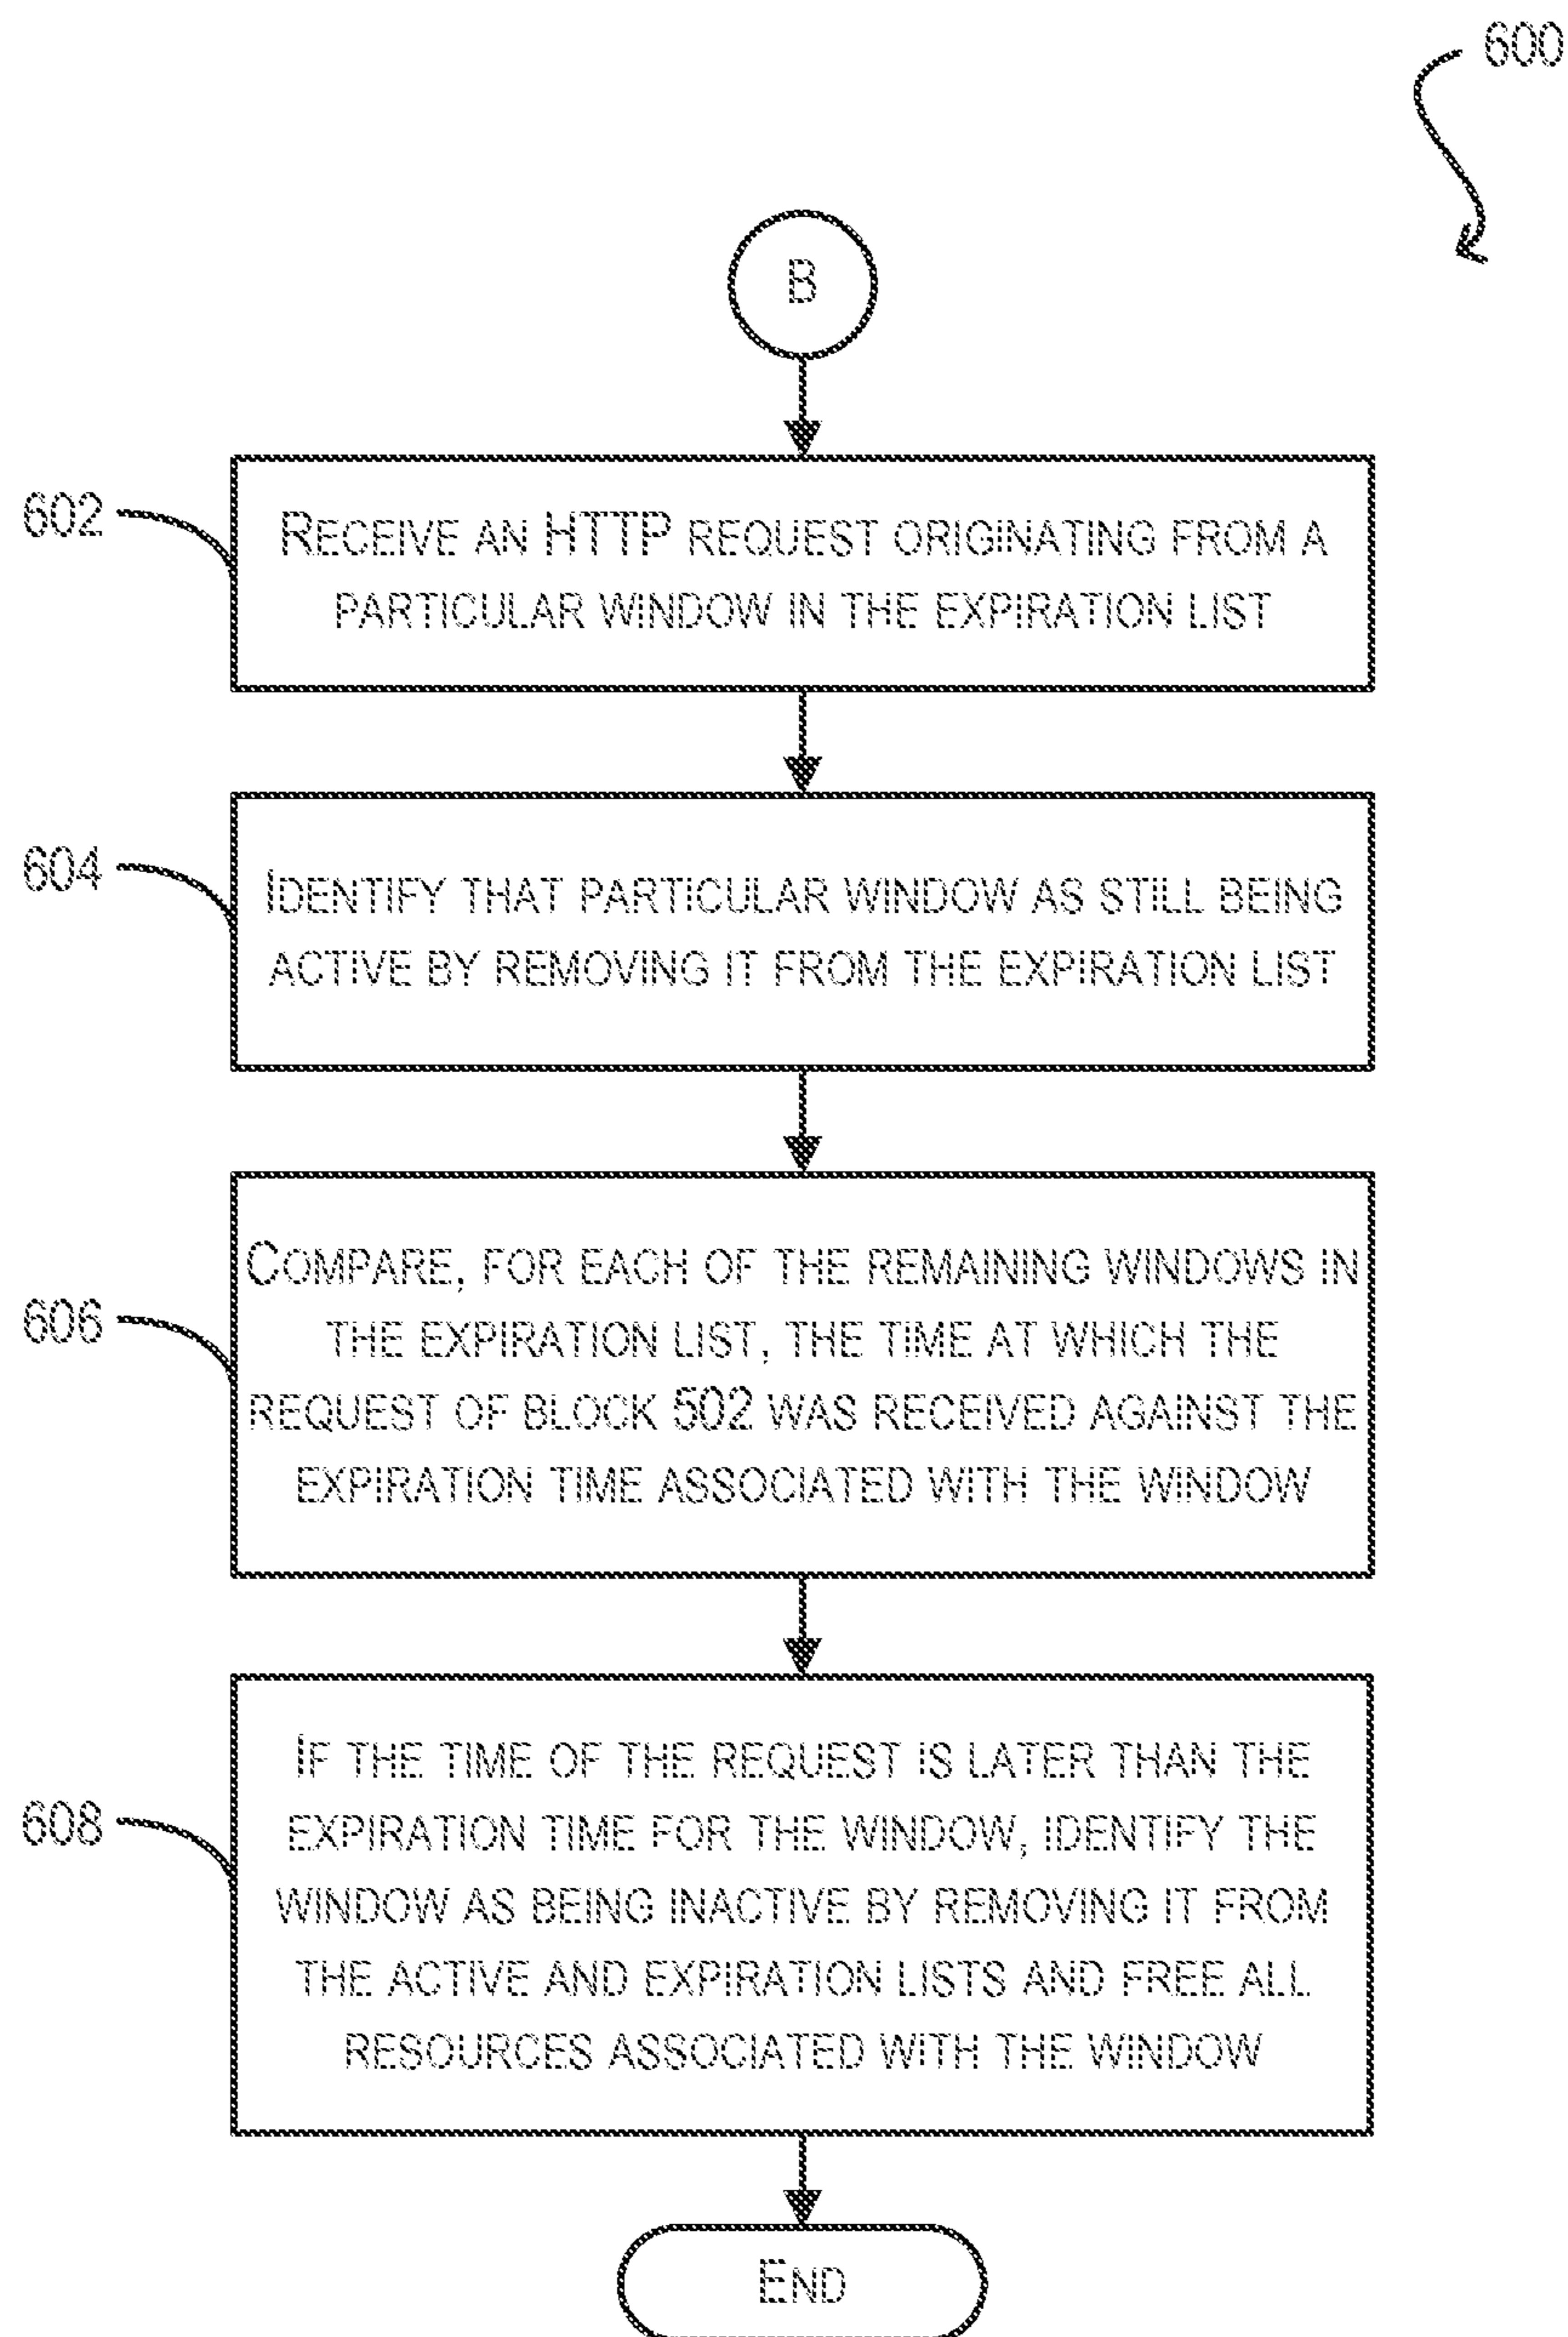 600
B
602
RECEIVE AN HTTP REQUEST ORIGINATING FROM A
PARTICULAR WINDOW IN THE EXPIRATION LIST
604
IDENTIFY THAT PARTICULAR WINDOW AS STILL BEING
ACTIVE BY REMOVING IT FROM THE EXPIRATION LIST
606
COMPARE, FOR EACH OF THE REMAINING WINDOWS IN
THE EXPIRATION LIST, THE TIME AT WHICH THE
REQUEST OF BLOCK 502 WAS RECEIVED AGAINST THE
EXPIRATION TIME ASSOCIATED WITH THE WINDOW
608
IF THE TIME OF THE REQUEST IS LATER THAN THE
EXPIRATION TIME FOR THE WINDOW, IDENTIFY THE
WINDOW AS BEING INACTIVE BY REMOVING IT FROM
THE ACTIVE AND EXPIRATION LISTS AND FREE ALL
RESOURCES ASSOCIATED WITH THE WINDOW
END